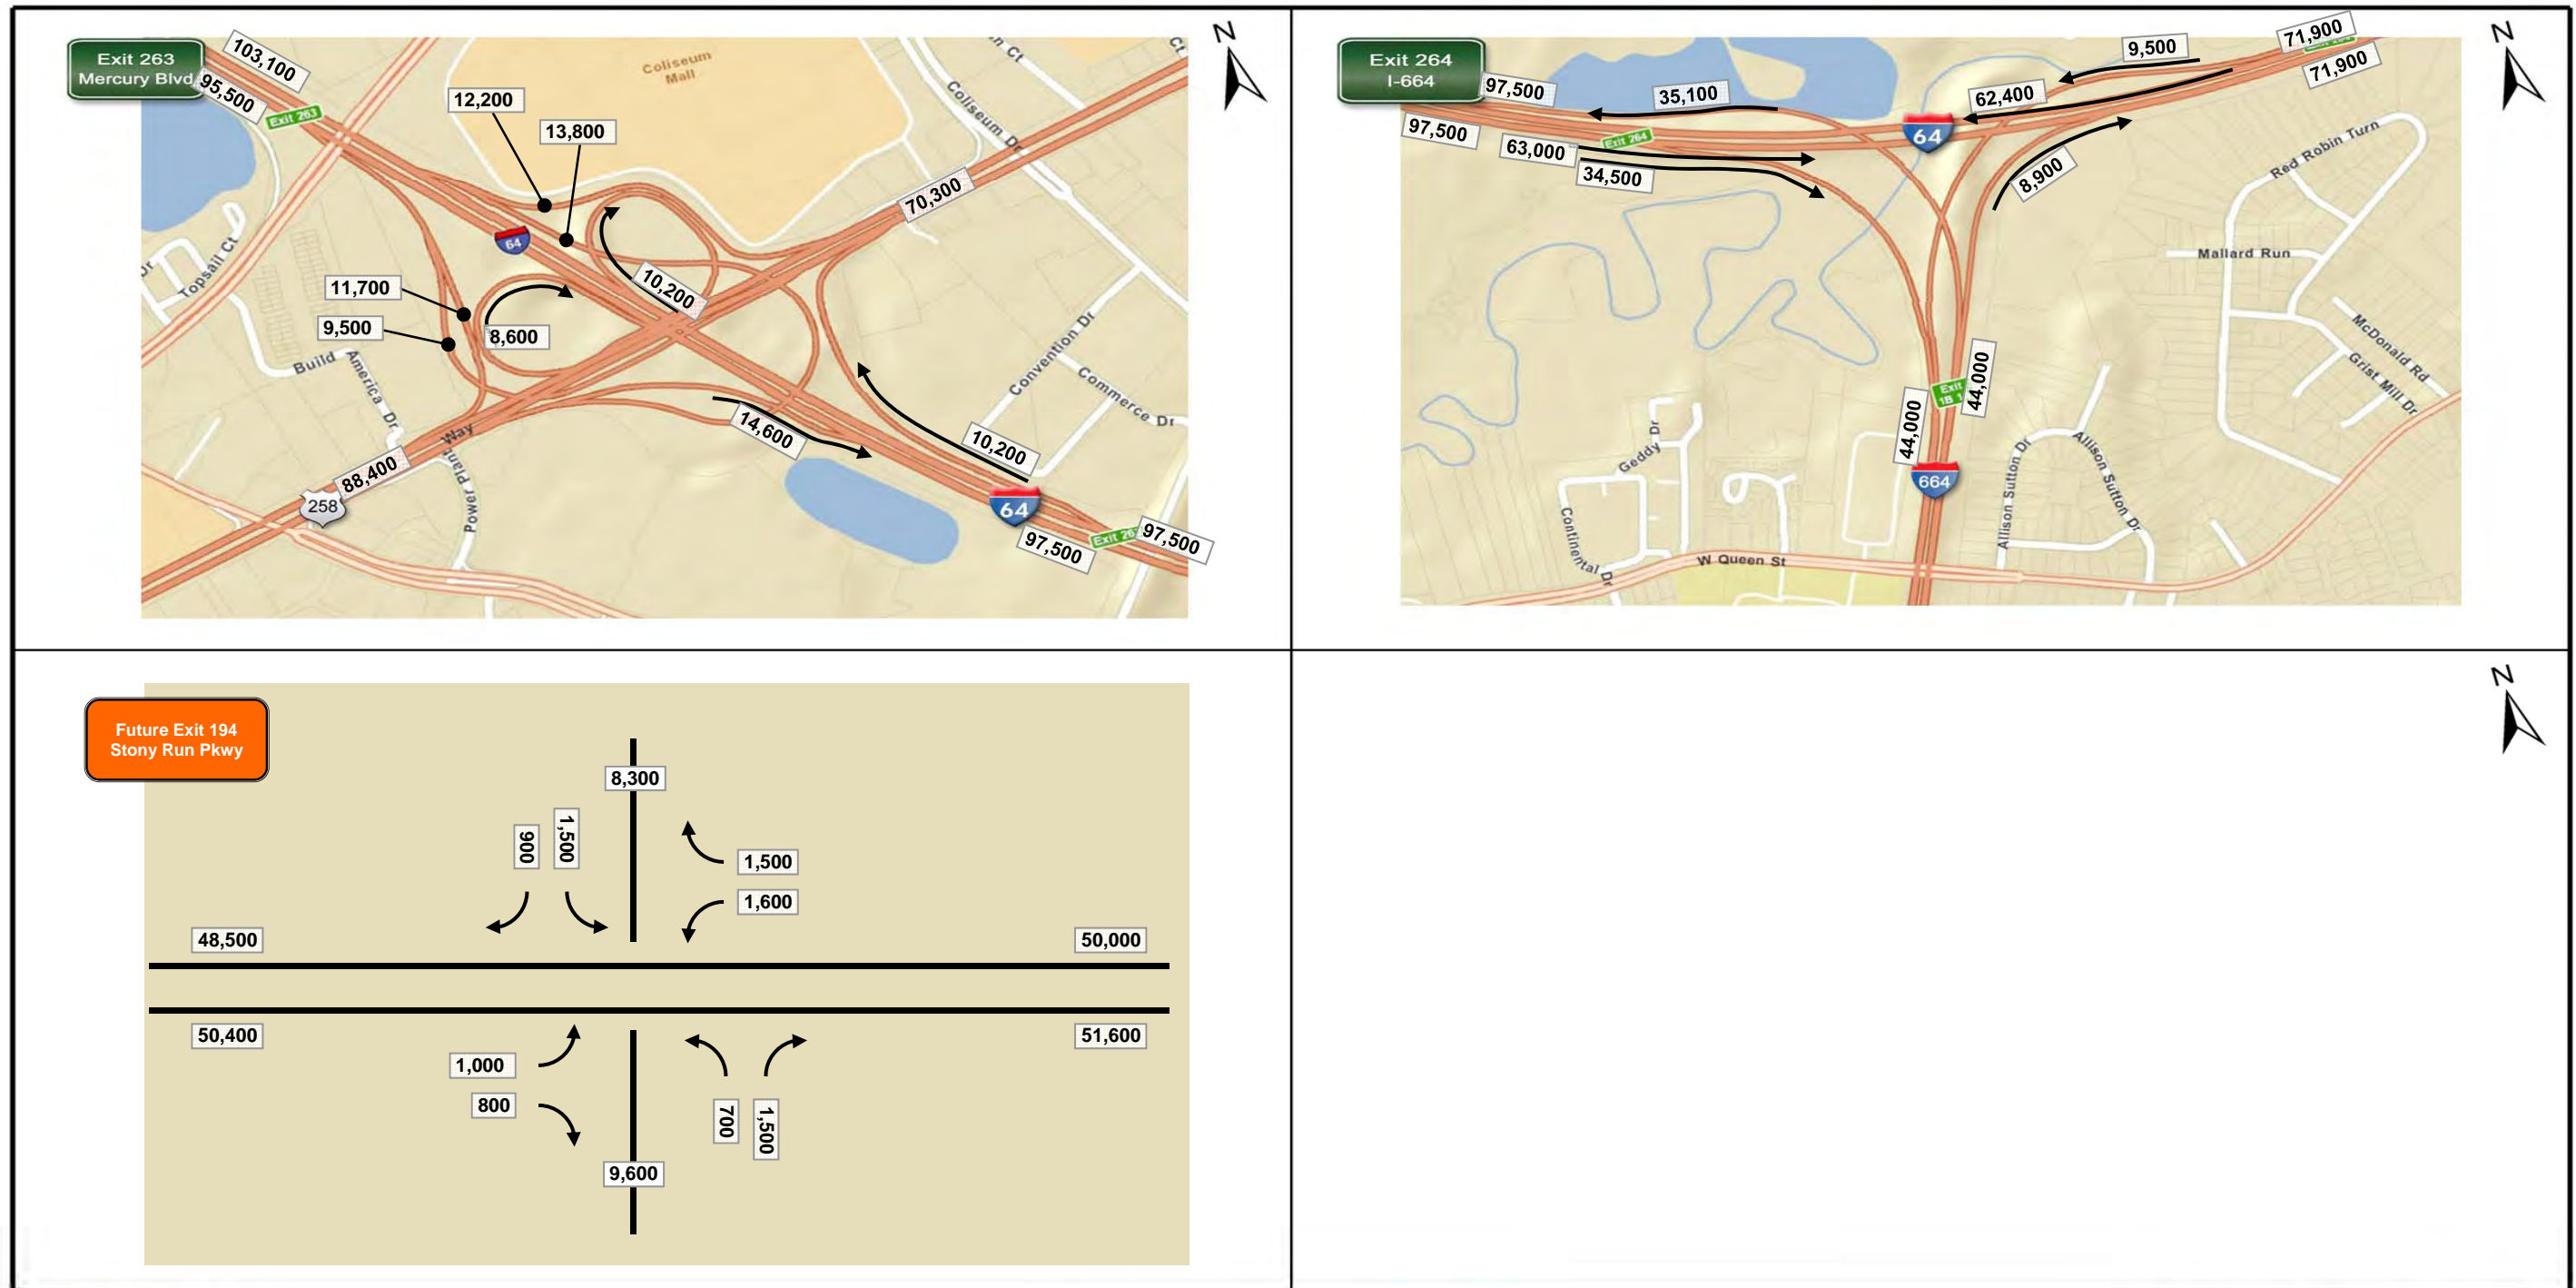 N
Exit 263
Mercury Blvd
103,100
95,500
Exit 263
Coliseum
Mall
12,200
13,800
Coliseum Dr
n Ct
Ct
70,300
64
Topsail Ct
Dr
11,700
9,500
8,600
10,200
Build America Dr
Convention Dr
Commerce Dr
14,600
10,200
Power Plant Way
88,400
258
64
97,500
Exit 26
97,500
N
Exit 264
I-664
97,500
97,500
35,100
Exit 264
63,000
34,500
9,500
62,400
71,900
71,900
64
8,900
Red Robin Turn
Mallard Run
McDonald Rd
Grist Mill Dr
44,000
Exit
1B
44,000
664
Geddy Dr
Continental Dr
Allison Sutton Dr
Allison Sutton Dr
W Queen St
Future Exit 194
Stony Run Pkwy
8,300
900
1,500
1,500
1,600
48,500
50,000
50,400
51,600
1,000
800
700
1,500
9,600
N